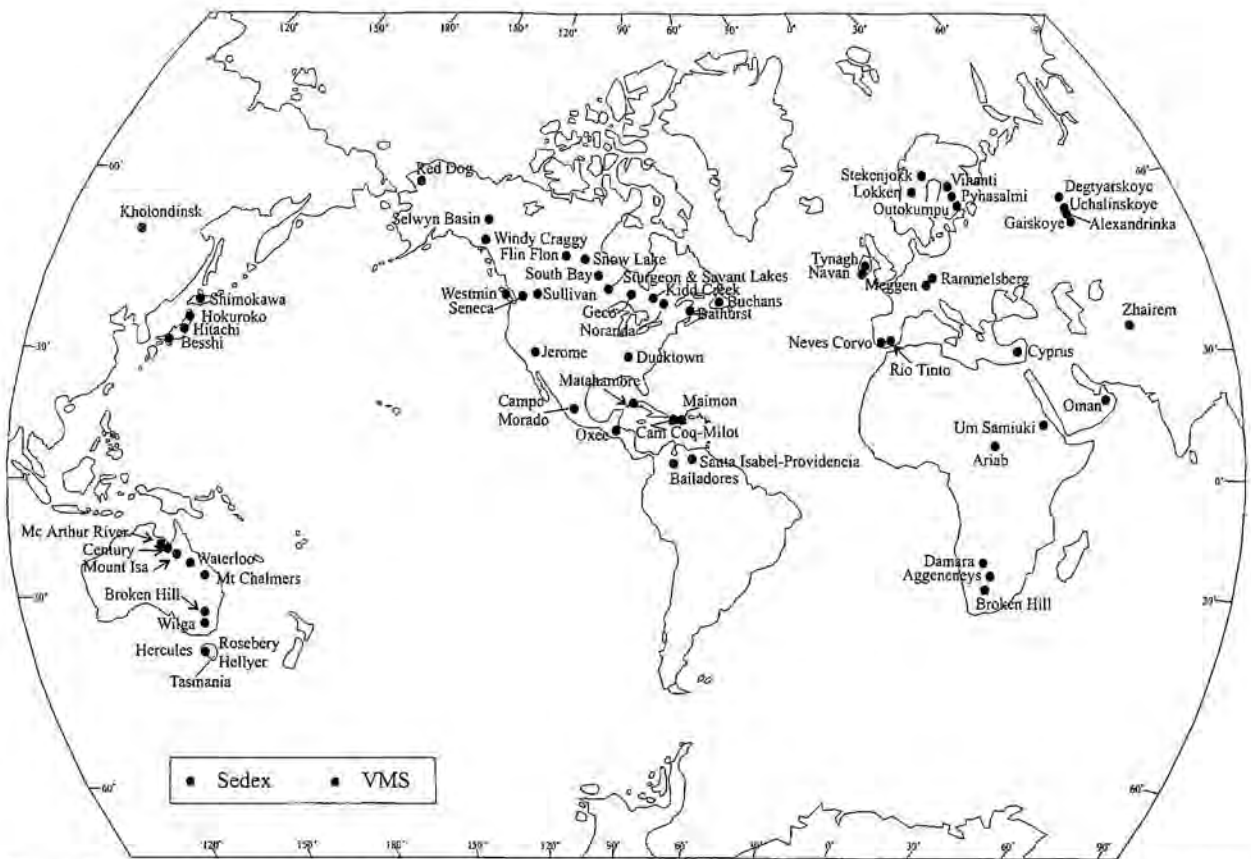 120° 150° 180° 150° 120° 90° 60° 30° 0° 30° 60°
60°
60°
Red Dog
Stekenjokk
Vihanti
Lokken
Pyhasalmi
Degtyarskoye
Outokumpu
Uchalinskoye
Gaiskoye
Alexandrinka
Kholondinsk
Selwyn Basin
Windy Craggy
Flin Flon
Snow Lake
South Bay
Sturgeon & Savant Lakes
Tynagh
Navan
Rammelsberg
Meggen
Westmin
Sullivan
Kidd Creek
Seneca
Geco
Buchans
Noranda
Bathurst
Shimokawa
Hokuroko
Hitachi
Besshi
Zhairem
30°
30°
Neves Corvo
Cyprus
Rio Tinto
Jerome
Ducktown
Matahamore
Campo
Morado
Maimon
Oxec
Cam Coq-Milot
Oman
Um Samiuki
Ariab
Santa Isabel-Providencia
Bailadores
0°
0°
Mc Arthur River
Century
Mount Isa
Waterloo
Mt Chalmers
Damara
Aggeneneys
Broken Hill
Broken Hill
30°
Wilga
Hercules
Rosebery
Hellyer
Tasmania
Sedex VMS
60°
60°
120° 150° 180° 150° 120° 90° 60° 30° 0° 30° 60° 90°